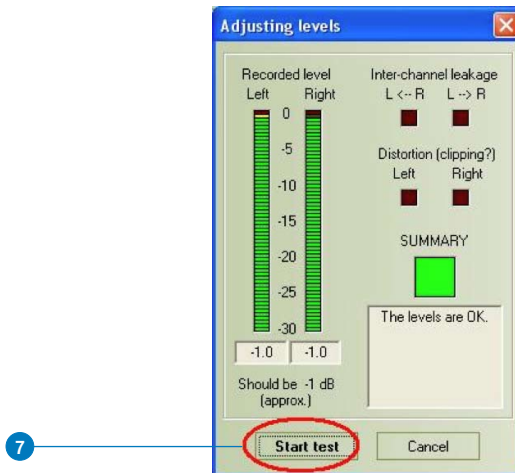 Adjusting levels
Recorded level
Left Right
0
-5
-10
-15
-20
-25
-30
-1.0 -1.0
Should be -1 dB
(approx.)
Inter-channel leakage
L <-- R L --> R
Distortion (clipping?)
Left Right
SUMMARY
The levels are OK.
7
Start test Cancel